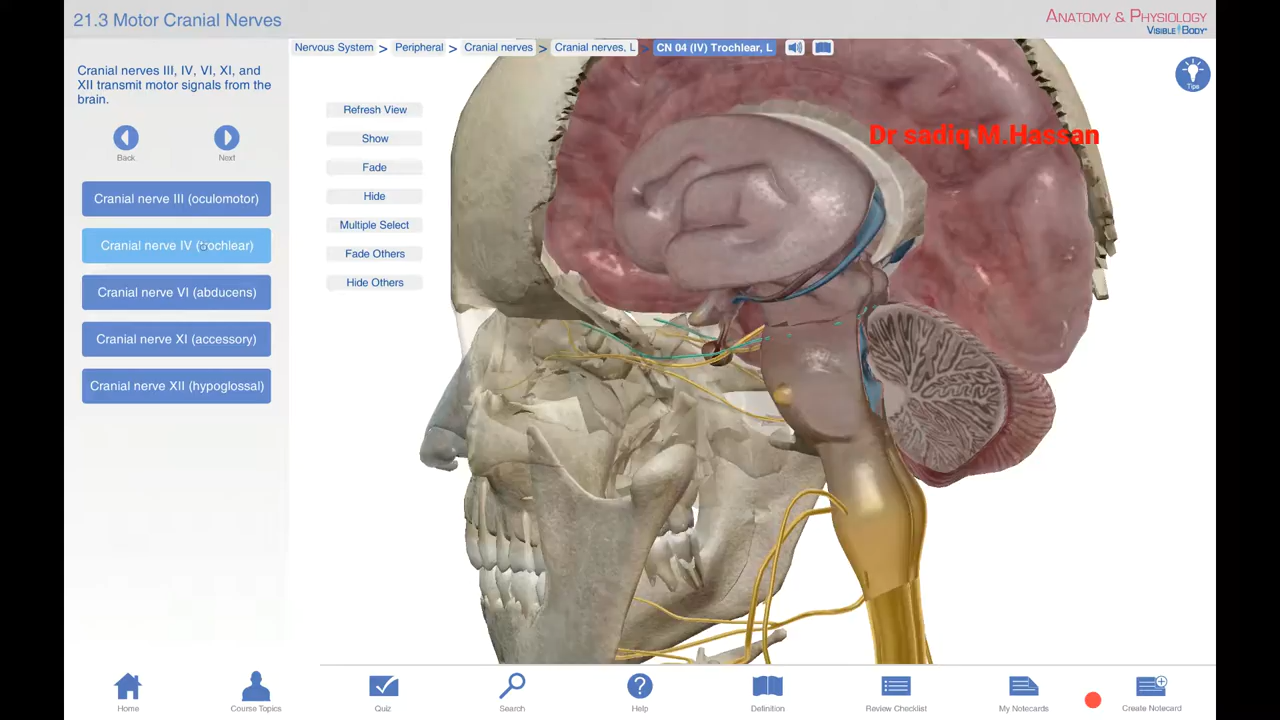 21.3 Motor Cranial Nerves
ANATOMY & PHYSIOLOGY
VISIBLE BODY®
Nervous System > Peripheral > Cranial nerves > Cranial nerves, L > CN 04 (IV) Trochlear, L
Cranial nerves III, IV, VI, XI, and
XII transmit motor signals from the
brain.
Back
Next
Cranial nerve III (oculomotor)
Cranial nerve IV (trochlear)
Cranial nerve VI (abducens)
Cranial nerve XI (accessory)
Cranial nerve XII (hypoglossal)
Refresh View
Show
Fade
Hide
Multiple Select
Fade Others
Hide Others
Tips
Dr sadiq M.Hassan
Home
Course Topics
Quiz
Search
Help
Definition
Review Checklist
My Notecards
Create Notecard